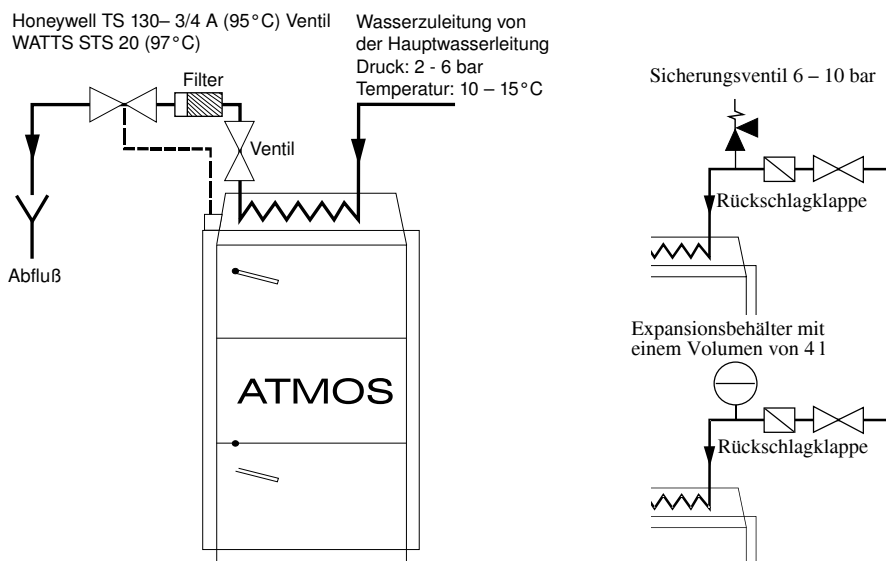 Honeywell TS 130– 3/4 A (95°C) Ventil
WATTS STS 20 (97°C)
Wasserzuleitung von
der Hauptwasserleitung
Druck: 2 - 6 bar
Temperatur: 10 – 15°C
Filter
Ventil
Abfluß
ATMOS
Sicherungsventil 6 – 10 bar
Rückschlagklappe
Expansionsbehälter mit
einem Volumen von 4 l
Rückschlagklappe